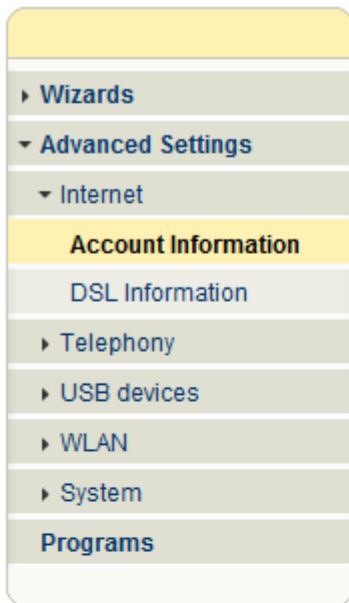 Wizards
Advanced Settings
Internet
Account Information
DSL Information
Telephony
USB devices
WLAN
System
Programs